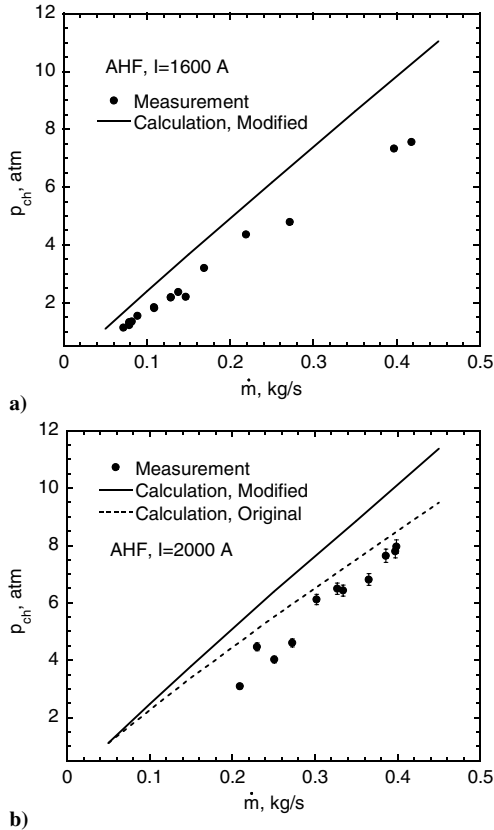 12
10
8
6
4
2
p_ch, atm
AHF, I=1600 A
Measurement
Calculation, Modified
0 0.1 0.2 0.3 0.4 0.5
ṁ, kg/s
a)
12
10
8
6
4
2
p_ch, atm
Measurement
Calculation, Modified
Calculation, Original
AHF, I=2000 A
0 0.1 0.2 0.3 0.4 0.5
ṁ, kg/s
b)